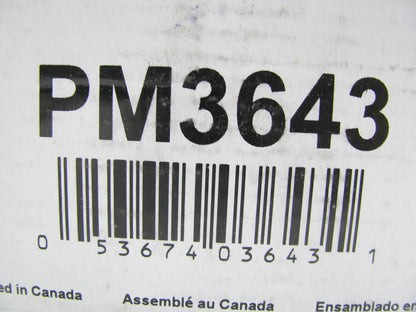 PM3643
0 53674 03643 1
ed in Canada Assemblé au Canada Ensamblado en